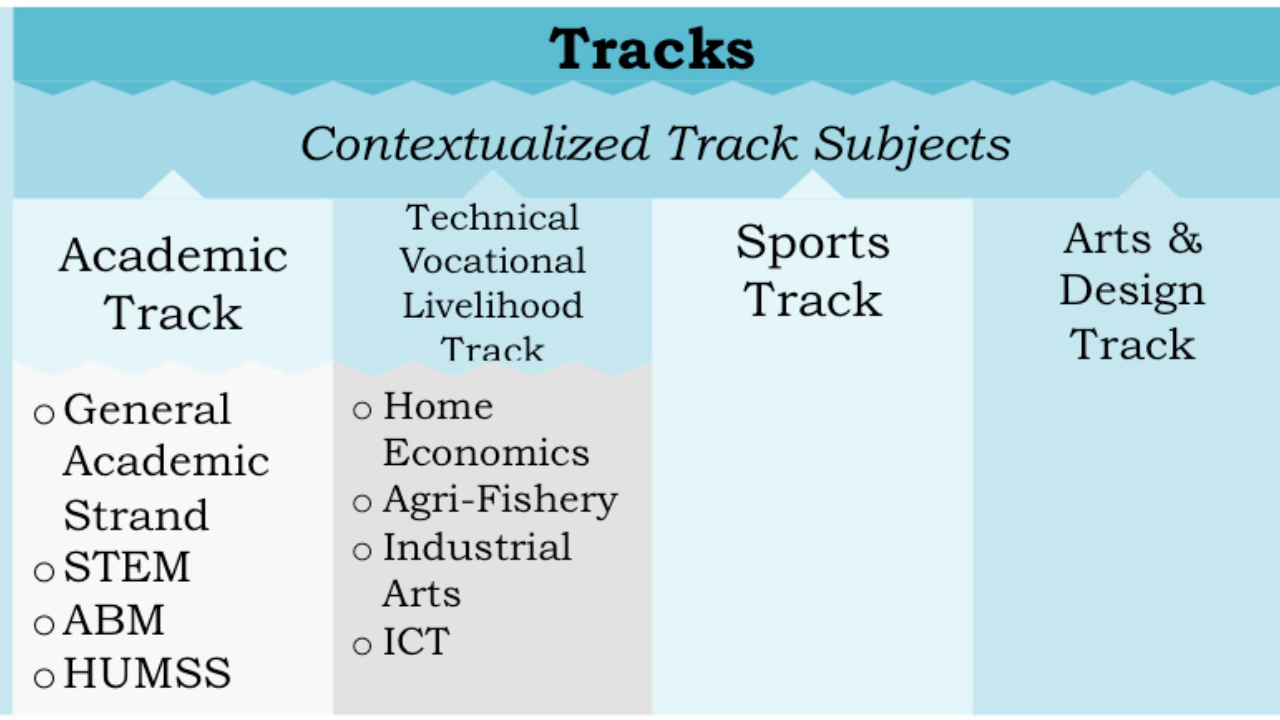 Tracks
Contextualized Track Subjects
Academic
Track
Technical
Vocational
Livelihood
Track
Sports
Track
Arts &
Design
Track
o General
Academic
Strand
o STEM
o ABM
o HUMSS
o Home
Economics
o Agri-Fishery
o Industrial
Arts
o ICT